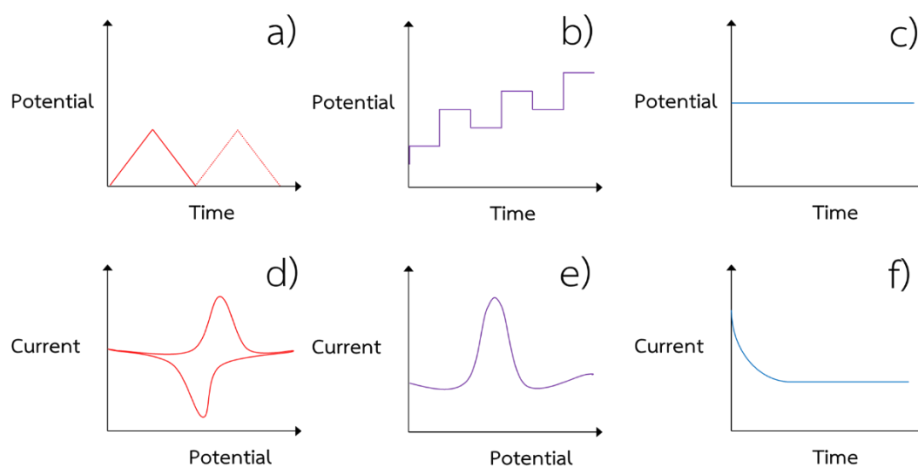 a)
Potential
Time
b)
Potential
Time
c)
Potential
Time
d)
Current
Potential
e)
Current
Potential
f)
Current
Time